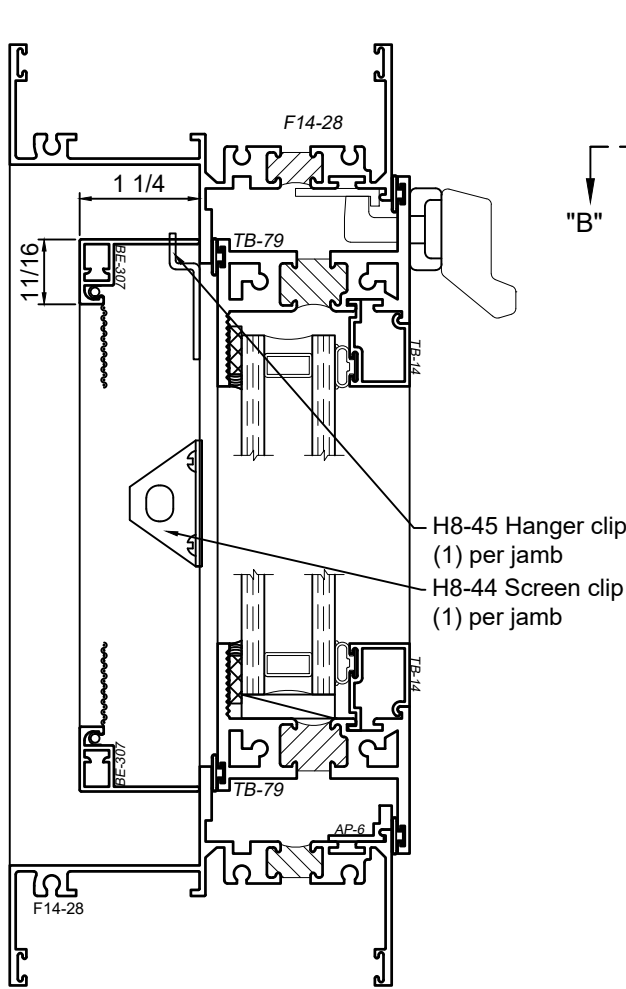 F14-28
1 1/4
"B"
11/16
BE-307
TB-79
TB-14
H8-45 Hanger clip
(1) per jamb
H8-44 Screen clip
(1) per jamb
TB-14
BE-307
TB-79
AP-6
F14-28